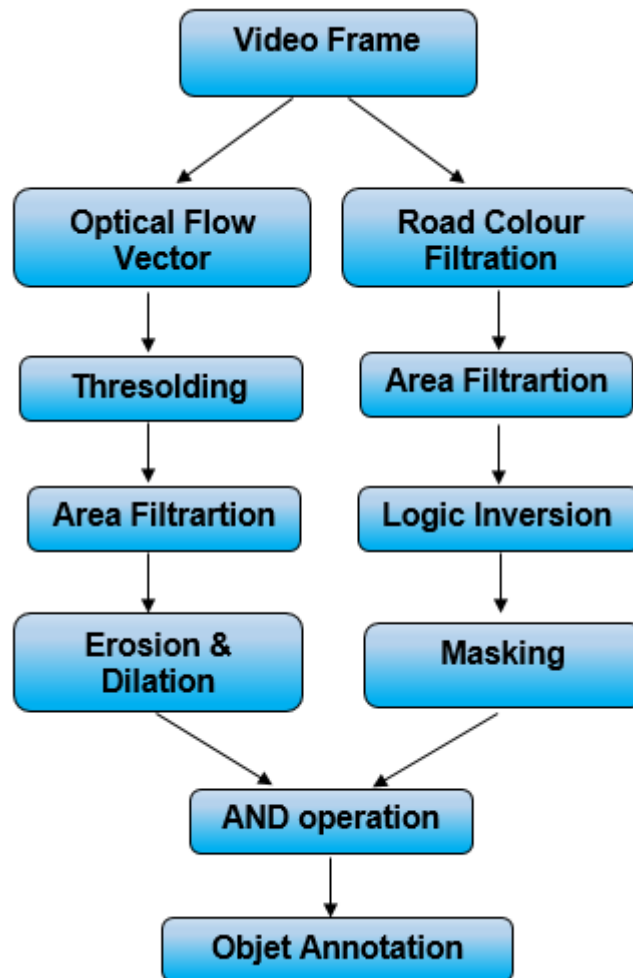 Video Frame
Optical Flow
Vector
Road Colour
Filtration
Thresolding
Area Filtrartion
Area Filtrartion
Logic Inversion
Erosion &
Dilation
Masking
AND operation
Objet Annotation